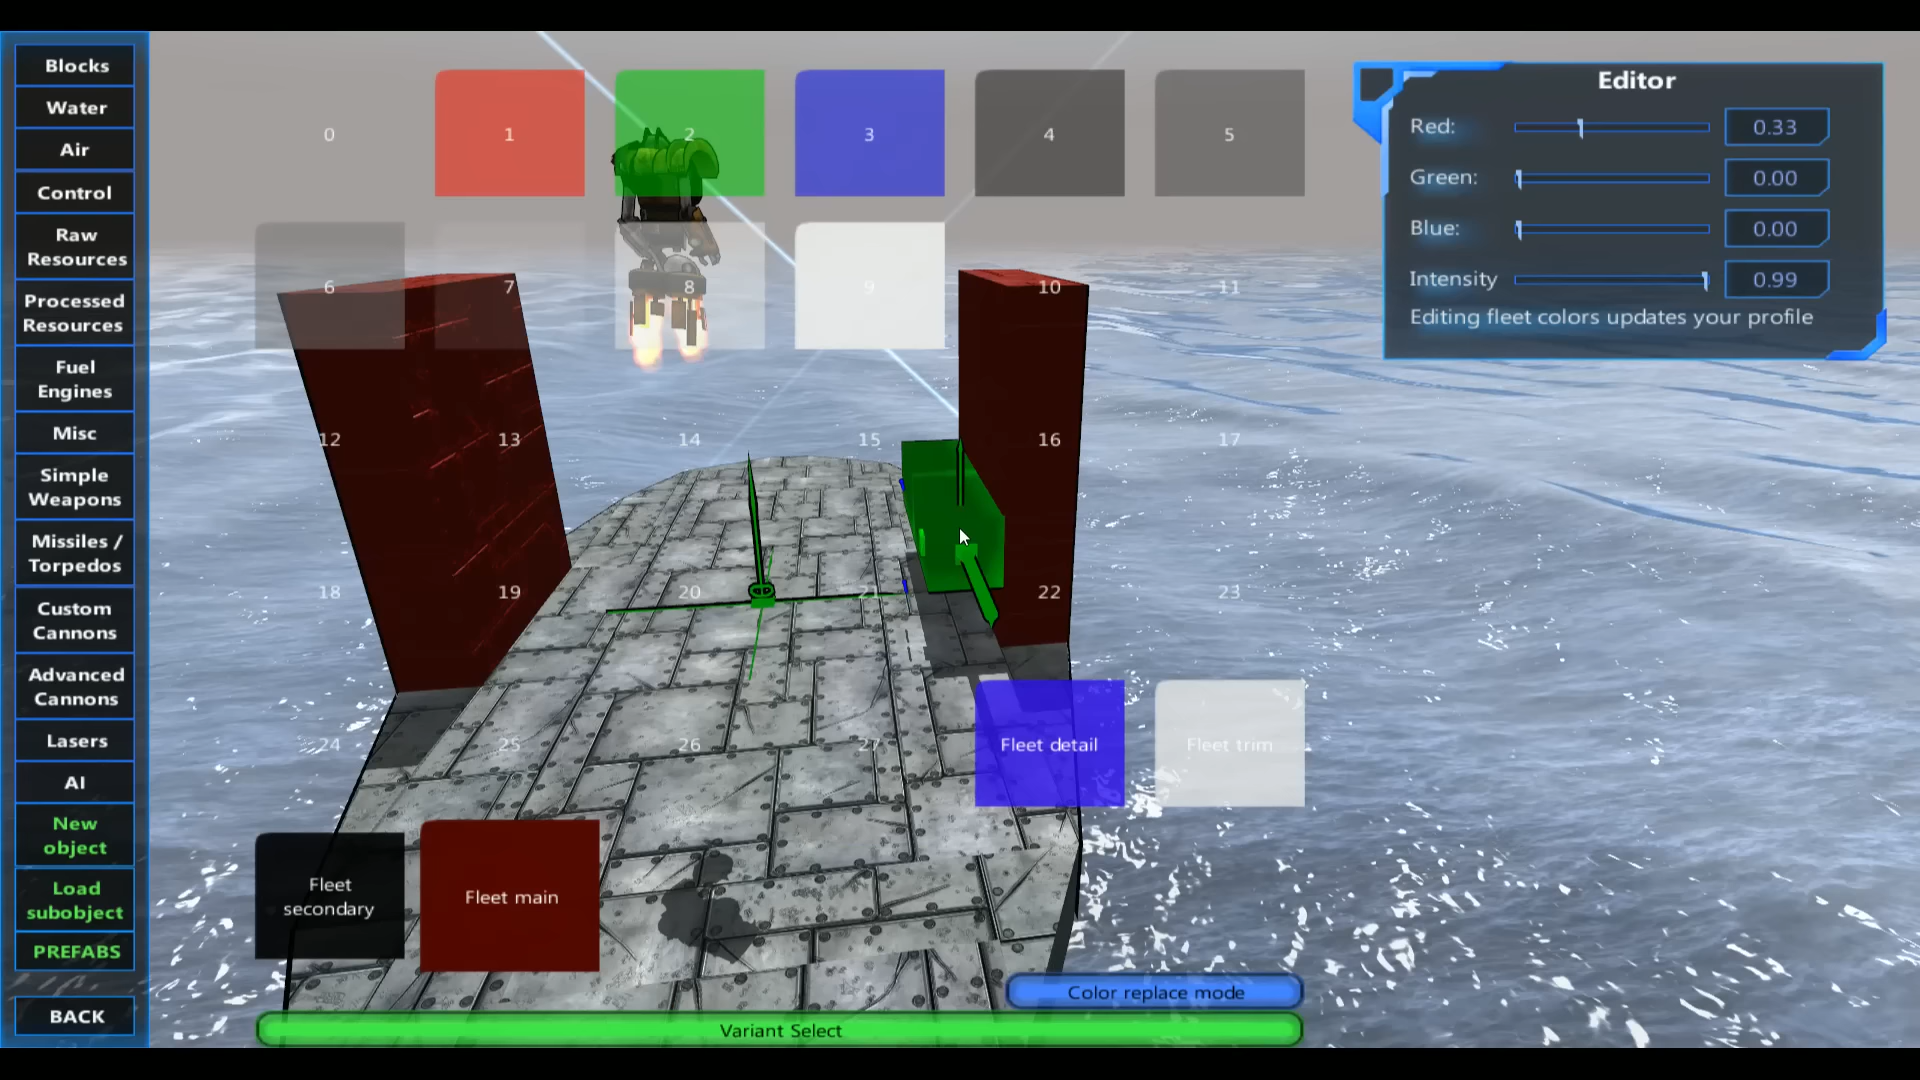 Blocks
Water
Air
Control
Raw
Resources
Processed
Resources
Fuel
Engines
Misc
Simple
Weapons
Missiles /
Torpedos
Custom
Cannons
Advanced
Cannons
Lasers
AI
New
object
Load
subobject
PREFABS
BACK
0 1 2 3 4 5
6 7 8 9 10 11
12 13 14 15 16 17
18 19 20 21 22 23
24 25 26 27 Fleet detail Fleet trim
Fleet
secondary
Fleet main
Color replace mode
Variant Select
Editor
Red: 0.33
Green: 0.00
Blue: 0.00
Intensity 0.99
Editing fleet colors updates your profile